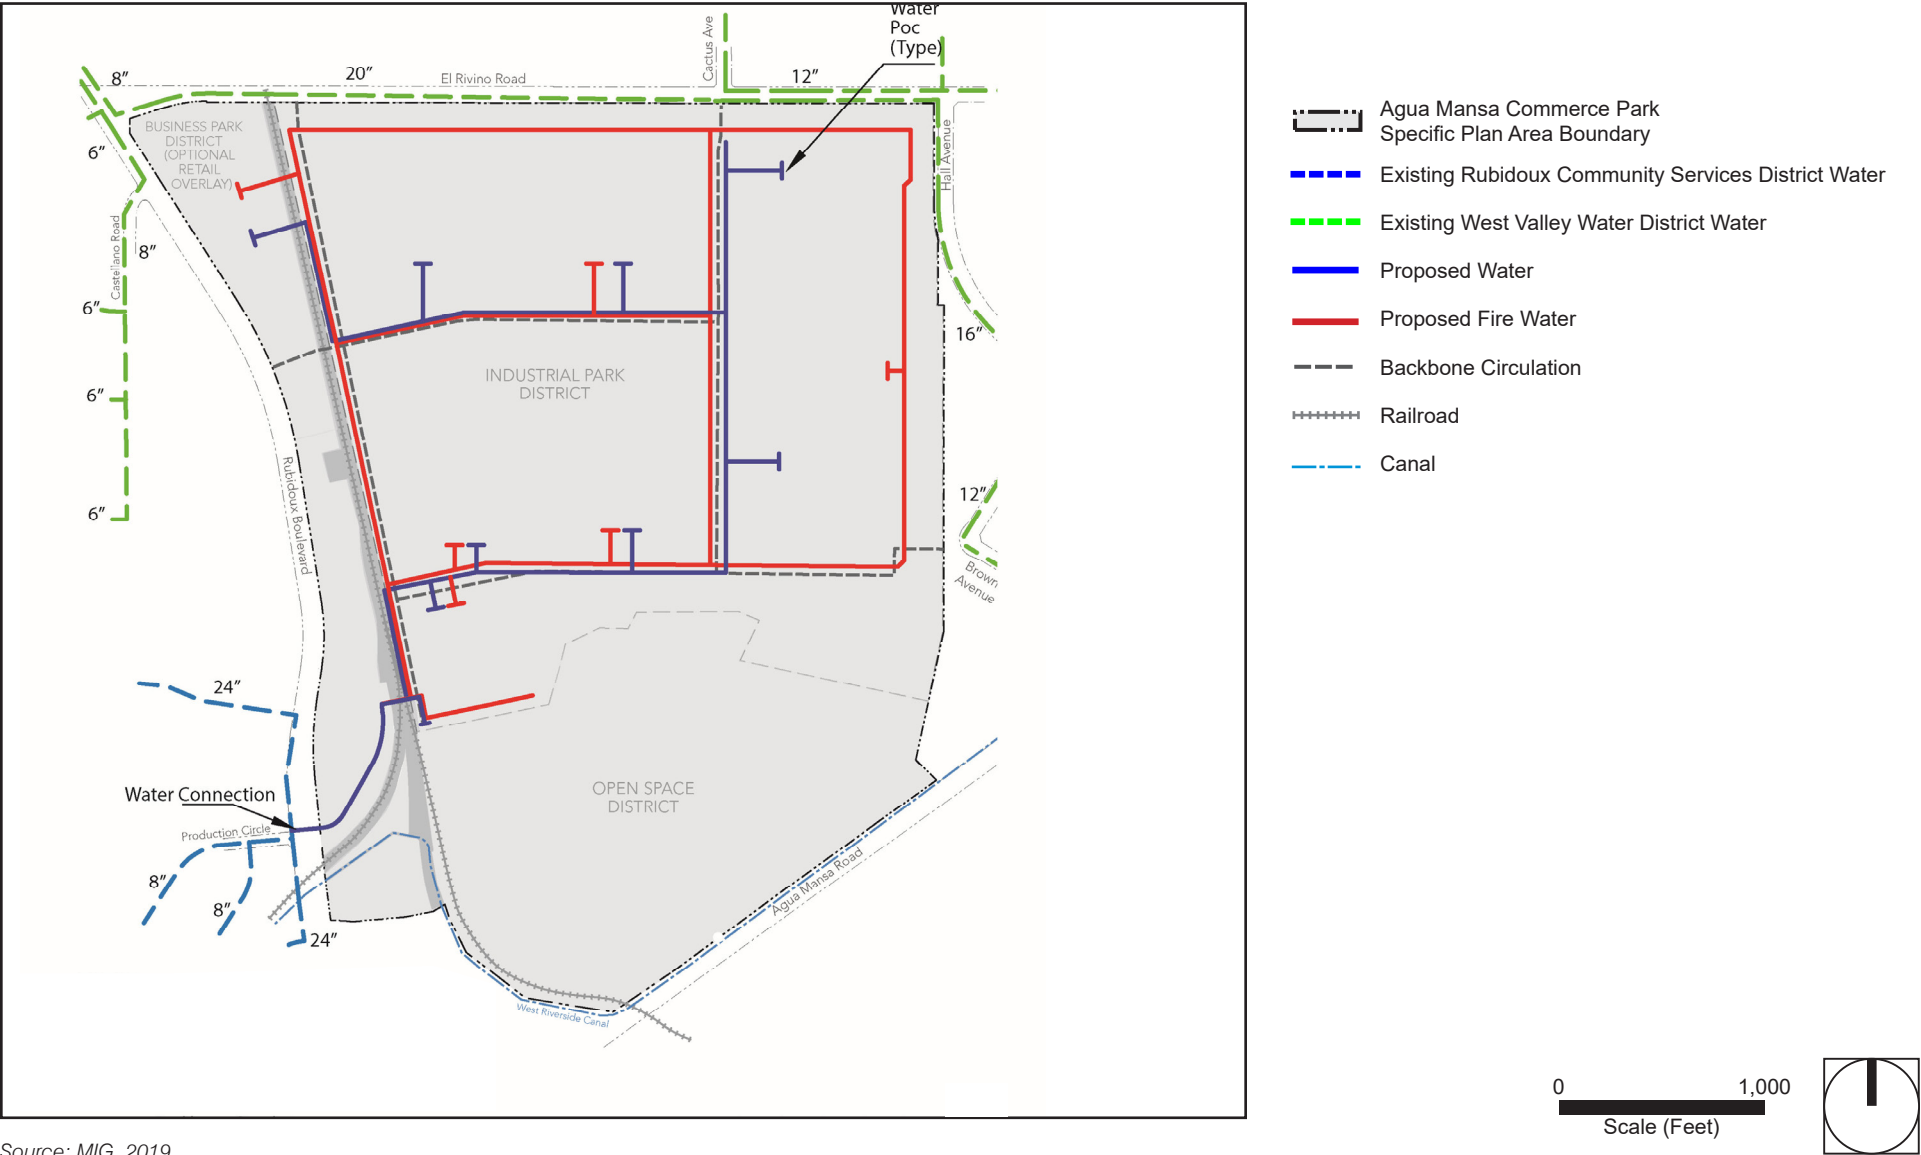 Water
Poc
(Type)
Cactus Ave
8”
20”
El Rivino Road
12”
BUSINESS PARK
DISTRICT
(OPTIONAL
RETAIL
OVERLAY)
6”
Hall Avenue
Castellano Road
8”
6”
16”
INDUSTRIAL PARK
DISTRICT
6”
Rubidoux Boulevard
6”
12”
Brown
Avenue
24”
OPEN SPACE
DISTRICT
Water Connection
Production Circle
8”
8”
24”
Agua Mansa Road
West Riverside Canal
Agua Mansa Commerce Park
Specific Plan Area Boundary
Existing Rubidoux Community Services District Water
Existing West Valley Water District Water
Proposed Water
Proposed Fire Water
Backbone Circulation
Railroad
Canal
0 1,000
Scale (Feet)
Source: MIG, 2019